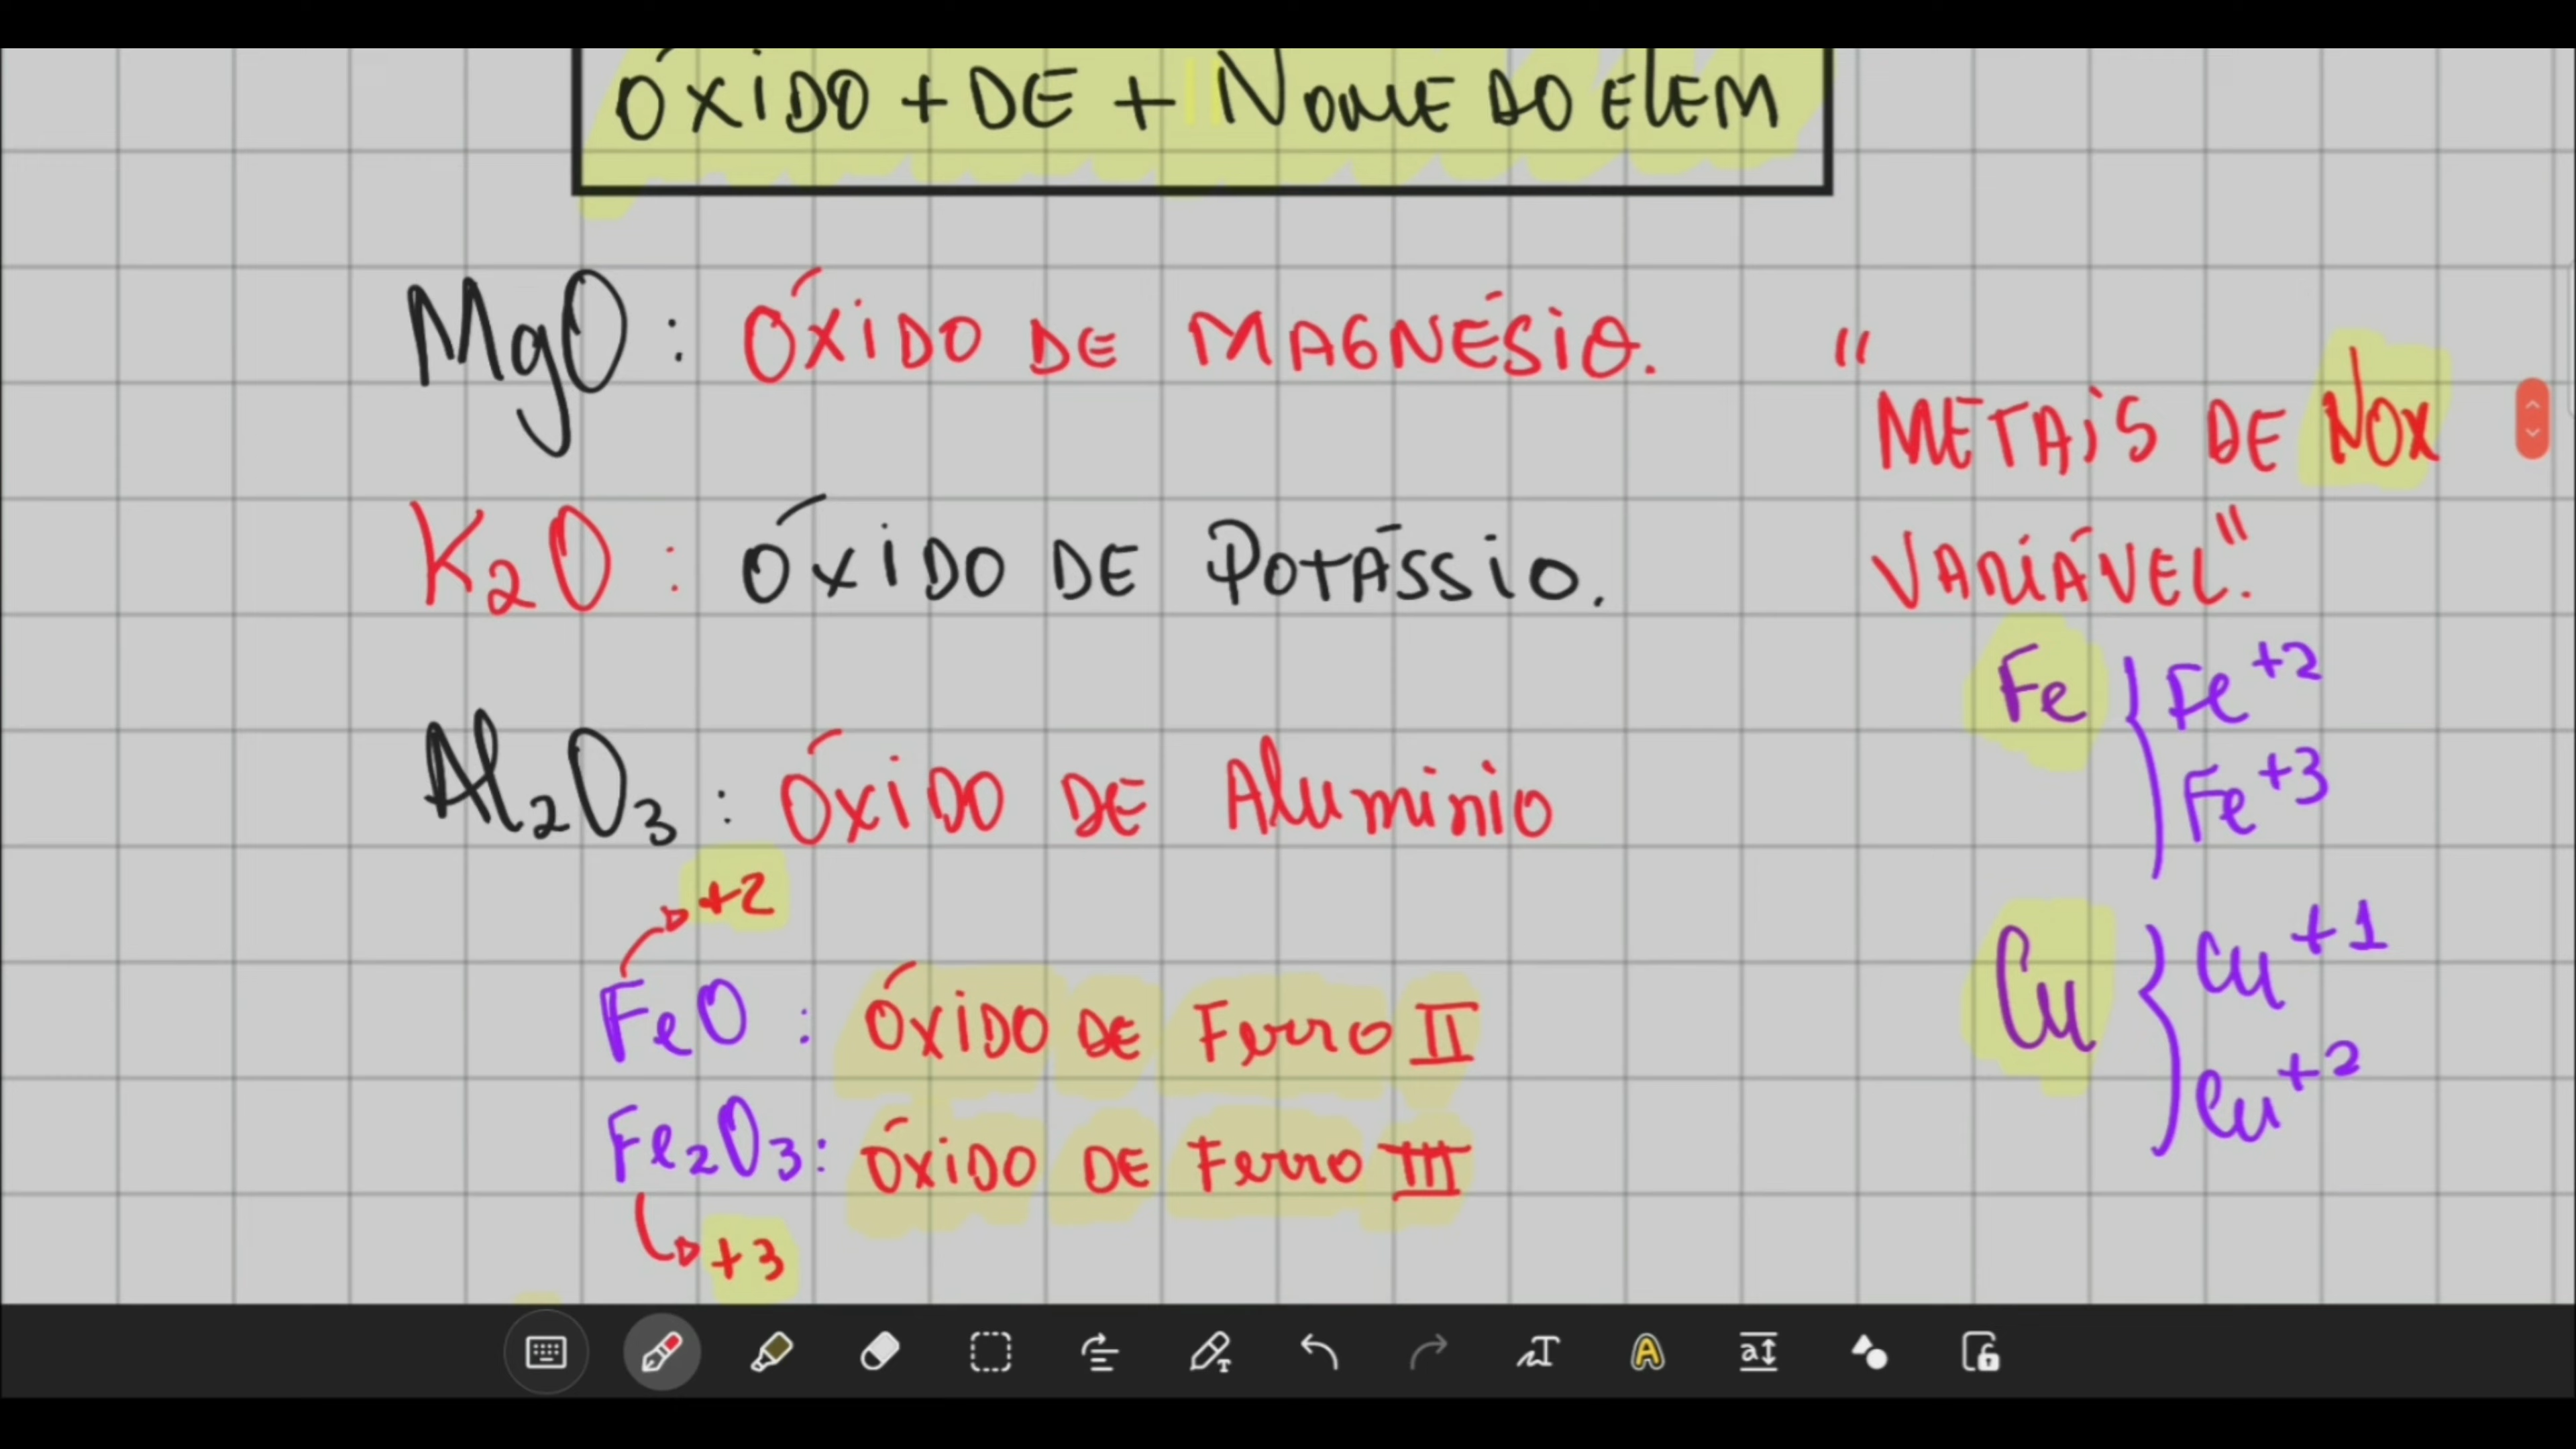 ÓXIDO + DE + NOME DO ELEM
MgO : ÓXIDO DE MAGNÉSIO.
K2O : ÓXIDO DE POTÁSSIO.
Al2O3 : ÓXIDO DE Aluminio
+2
FeO : ÓXIDO DE Ferro II
Fe2O3: ÓXIDO DE Ferro III
+3
"METAIS DE NOX
VARIÁVEL".
Fe { Fe+2
Fe+3
Cu { Cu+1
Cu+2